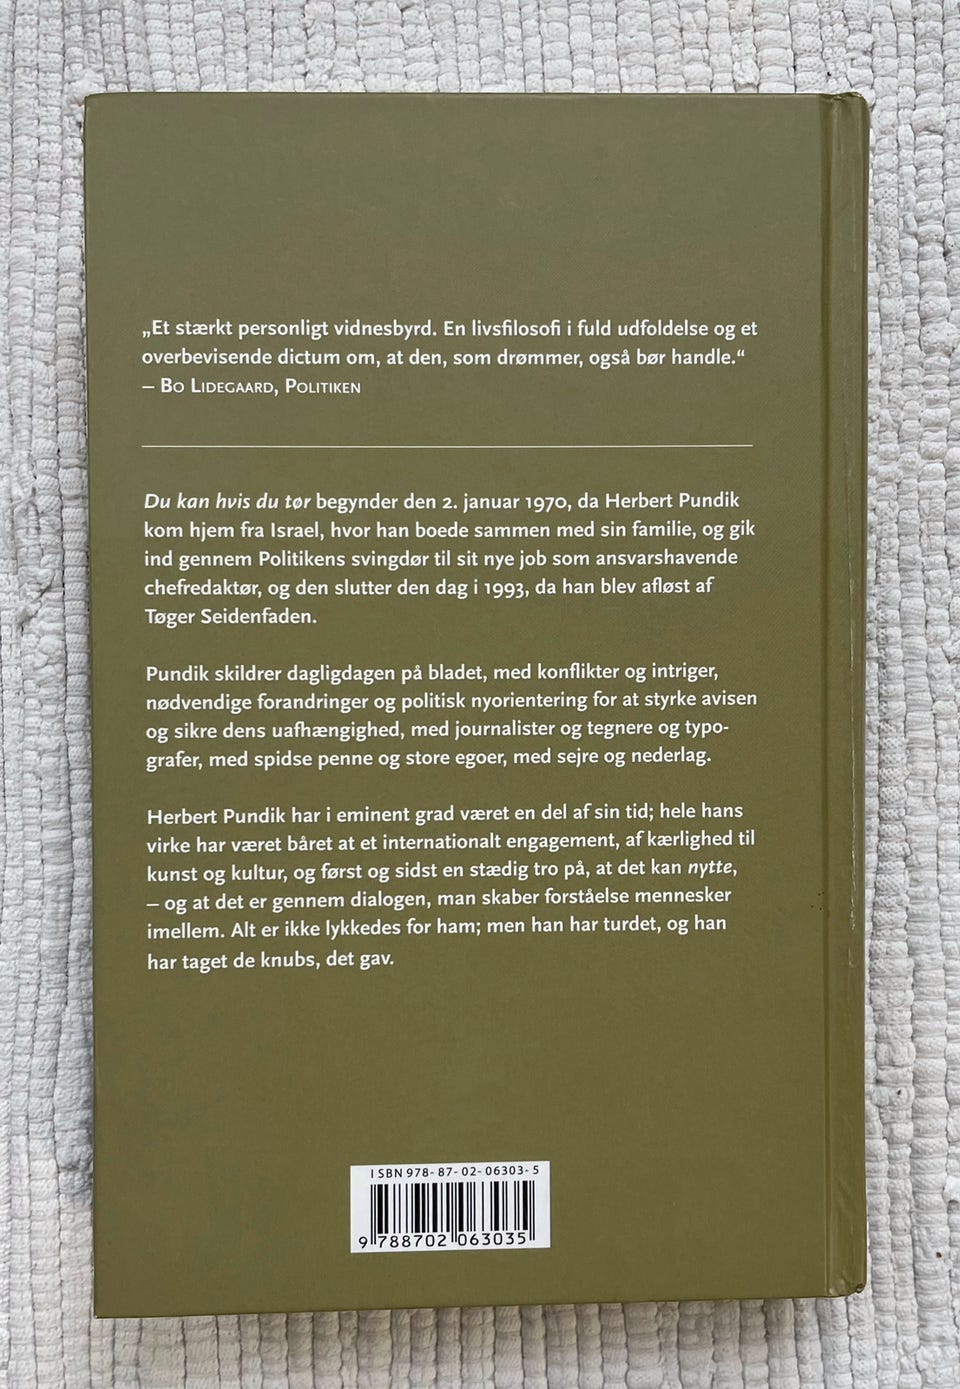 „Et stærkt personligt vidnesbyrd. En livsfilosofi i fuld udfoldelse og et
overbevisende dictum om, at den, som drømmer, også bør handle.“
– Bo Lidegaard, Politiken
Du kan hvis du tør begynder den 2. januar 1970, da Herbert Pundik
kom hjem fra Israel, hvor han boede sammen med sin familie, og gik
ind gennem Politikens svingdør til sit nye job som ansvarshavende
chefredaktør, og den slutter den dag i 1993, da han blev afløst af
Tøger Seidenfaden.
Pundik skildrer dagligdagen på bladet, med konflikter og intriger,
nødvendige forandringer og politisk nyorientering for at styrke avisen
og sikre dens uafhængighed, med journalister og tegnere og typo-
grafer, med spidse penne og store egoer, med sejre og nederlag.
Herbert Pundik har i eminent grad været en del af sin tid; hele hans
virke har været båret at et internationalt engagement, af kærlighed til
kunst og kultur, og først og sidst en stædig tro på, at det kan nytte,
– og at det er gennem dialogen, man skaber forståelse mennesker
imellem. Alt er ikke lykkedes for ham; men han har turdet, og han
har taget de knubs, det gav.
ISBN 978-87-02-06303-5
9 788702 063035